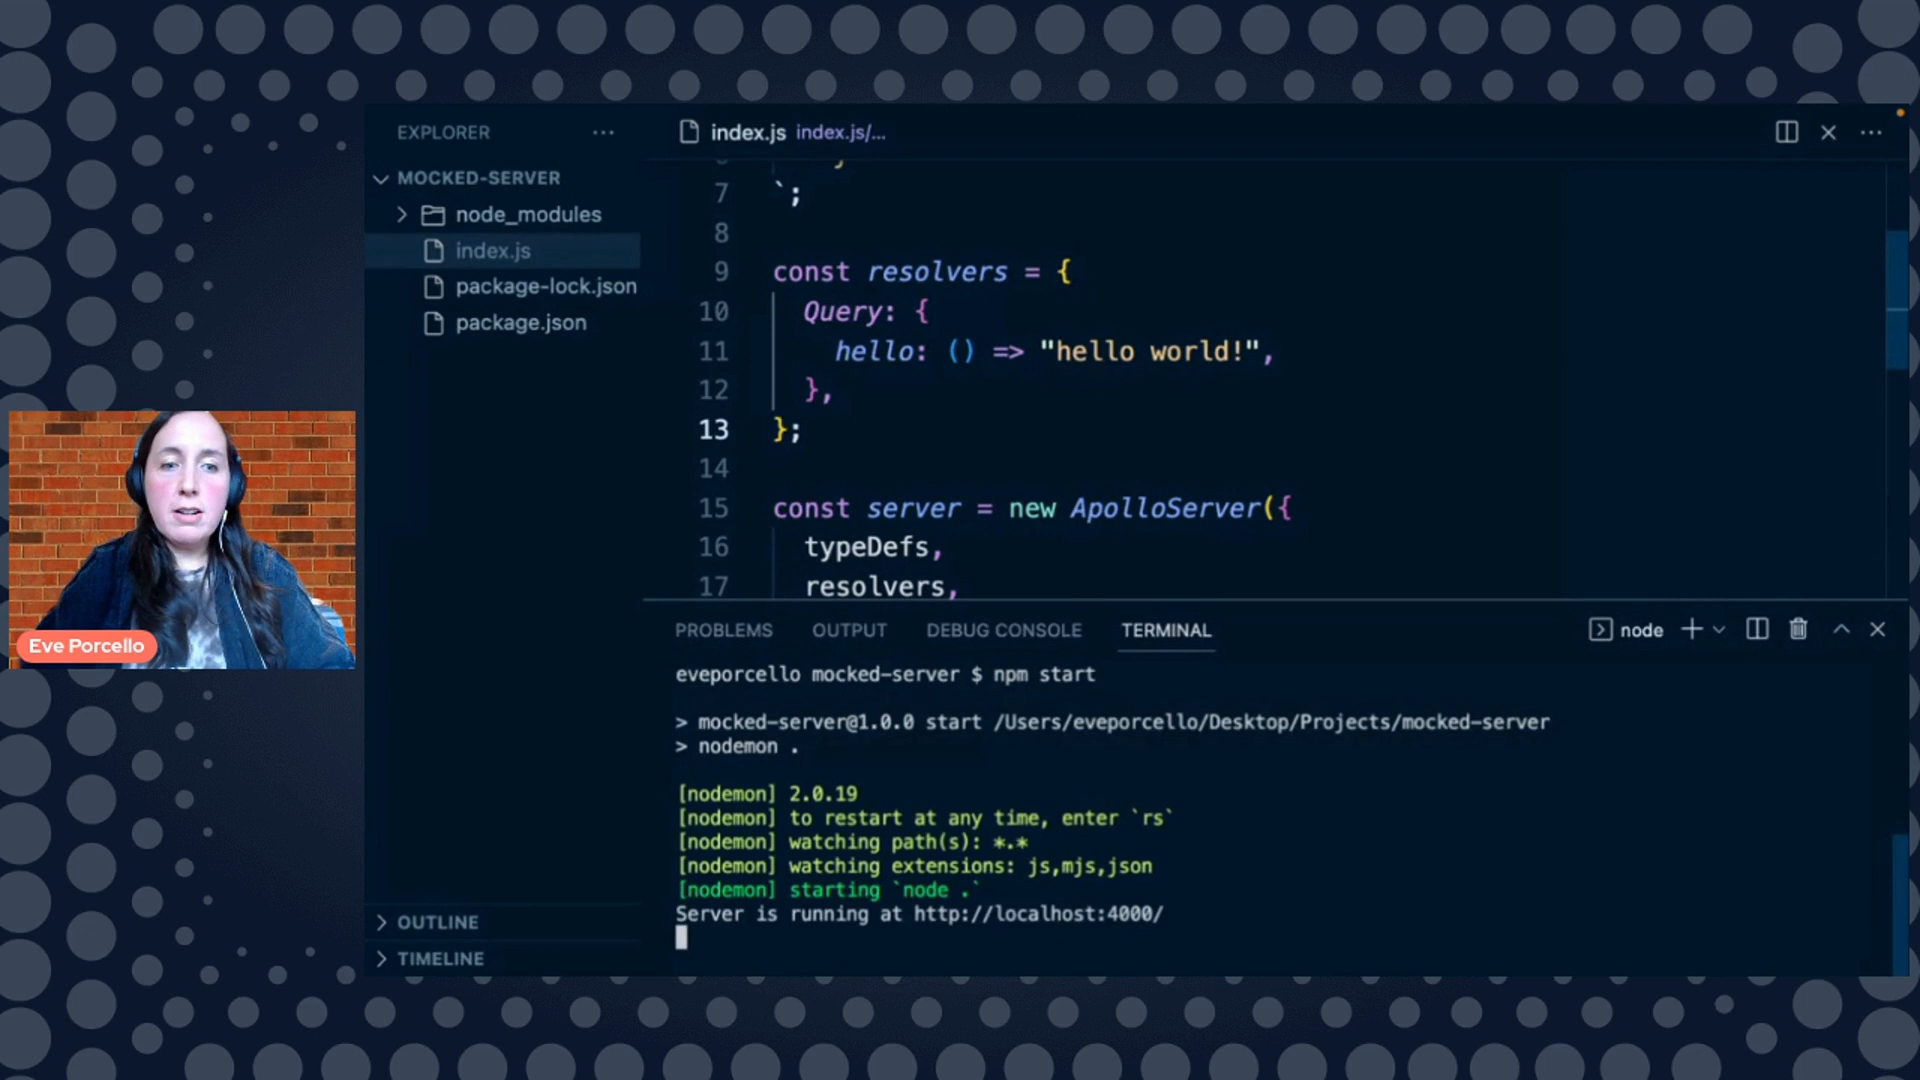 EXPLORER
MOCKED-SERVER
node_modules
index.js
package-lock.json
package.json
OUTLINE
TIMELINE
index.js index.js/...
7 `;
8
9 const resolvers = {
10 Query: {
11 hello: () => "hello world!",
12 },
13 };
14
15 const server = new ApolloServer({
16 typeDefs,
17 resolvers,
PROBLEMS OUTPUT DEBUG CONSOLE TERMINAL
node
eveporcello mocked-server $ npm start
> mocked-server@1.0.0 start /Users/eveporcello/Desktop/Projects/mocked-server
> nodemon .
[nodemon] 2.0.19
[nodemon] to restart at any time, enter `rs`
[nodemon] watching path(s): *.*
[nodemon] watching extensions: js,mjs,json
[nodemon] starting `node .`
Server is running at http://localhost:4000/
Eve Porcello